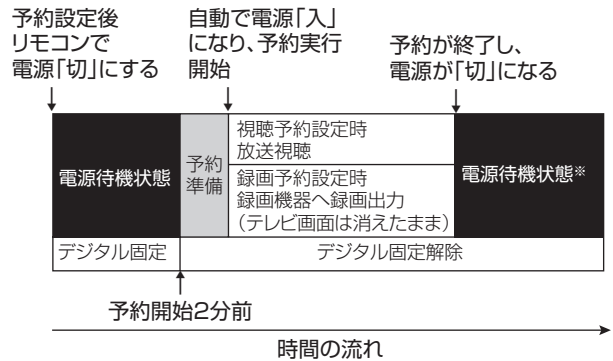 予約設定後
リモコンで
電源「切」にする
自動で電源「入」
になり、予約実行
開始
予約が終了し、
電源が「切」になる
電源待機状態
予約
準備
視聴予約設定時
放送視聴
録画予約設定時
録画機器へ録画出力
(テレビ画面は消えたまま)
電源待機状態※
デジタル固定
デジタル固定解除
予約開始2分前
時間の流れ